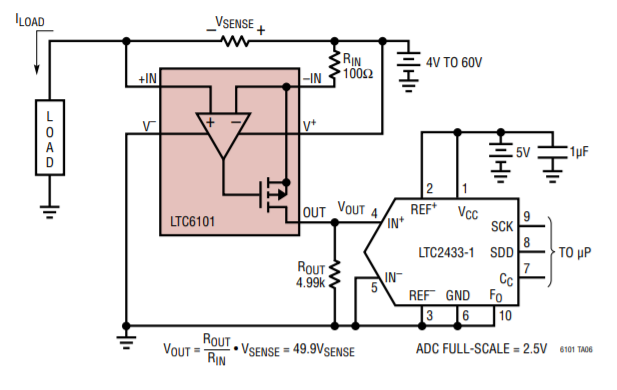 ILOAD
– VSENSE +
RIN
100Ω
4V TO 60V
+IN
–IN
L
O
A
D
V–
V+
+ –
5V
1µF
LTC6101
OUT
VOUT
4
2
1
REF+
VCC
IN+
SCK
9
LTC2433-1
SDD
8
TO µP
CC
7
ROUT
4.99k
IN–
5
REF–
GND
FO
3
6
10
VOUT = ROUT/RIN • VSENSE = 49.9VSENSE
ADC FULL-SCALE = 2.5V
6101 TA06